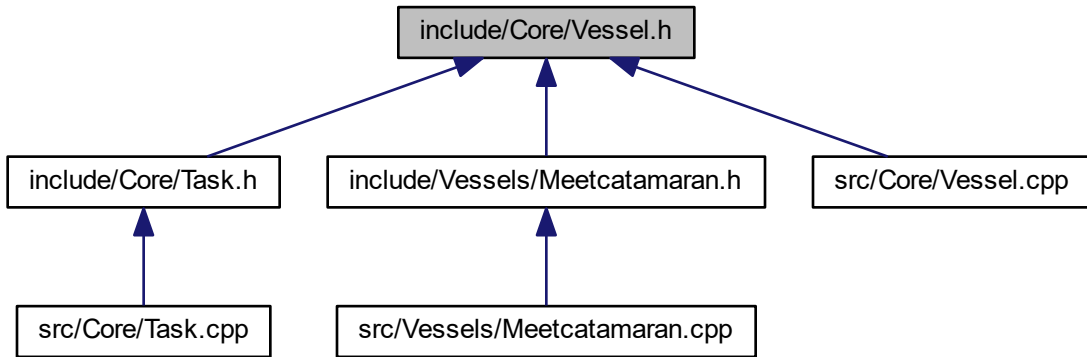 include/Core/Vessel.h
include/Core/Task.h
include/Vessels/Meetcatamaran.h
src/Core/Vessel.cpp
src/Core/Task.cpp
src/Vessels/Meetcatamaran.cpp